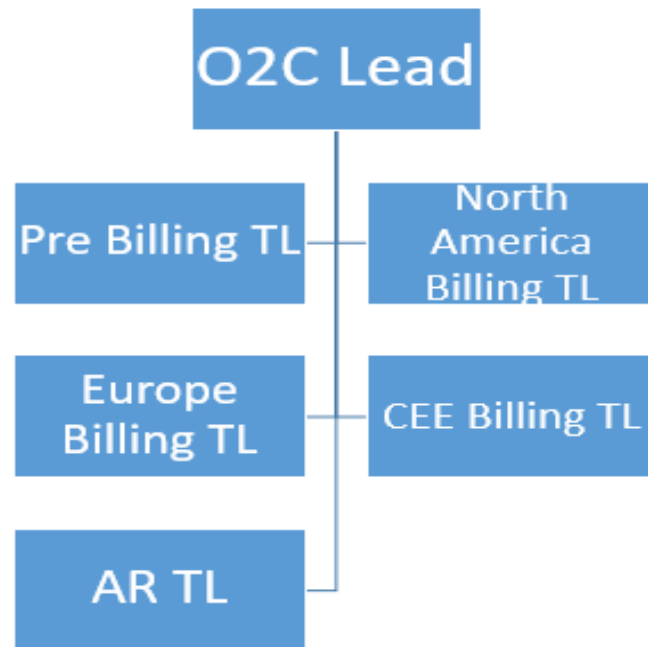 O2C Lead
Pre Billing TL
North
America
Billing TL
Europe
Billing TL
CEE Billing TL
AR TL